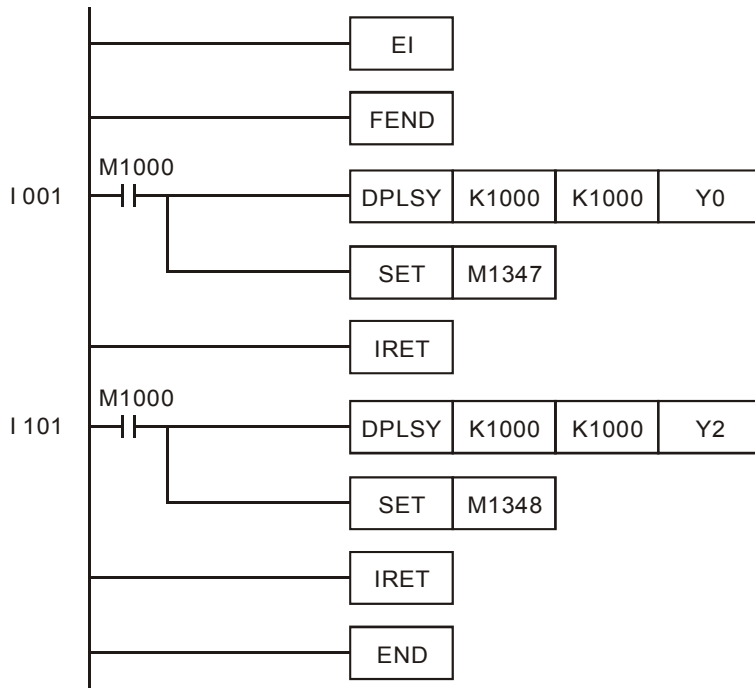 EI
FEND
M1000
I 001 DPLSY K1000 K1000 Y0
SET M1347
IRET
M1000
I 101 DPLSY K1000 K1000 Y2
SET M1348
IRET
END